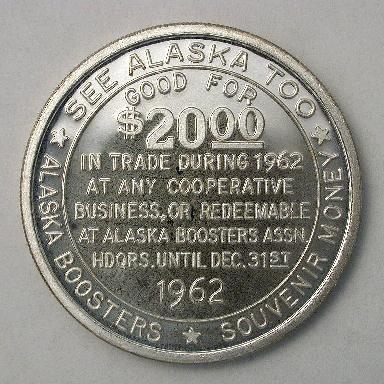 SEE ALASKA TOO
GOOD FOR
$20.00
IN TRADE DURING 1962
AT ANY COOPERATIVE
BUSINESS, OR REDEEMABLE
AT ALASKA BOOSTERS ASSN.
HDQRS. UNTIL DEC. 31ST
1962
ALASKA BOOSTERS ★ SOUVENIR MONEY